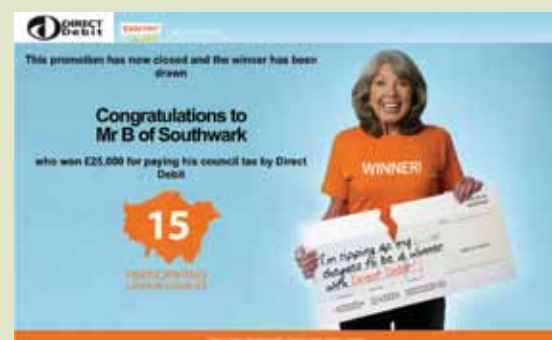 DIRECT
Debit
This promotion has now closed and the winner has been
drawn
Congratulations to
Mr B of Southwark
who won £25,000 for paying his council tax by Direct
Debit
WINNER!
15
PARTICIPATING
LONDON COUNCILS
I'm ripping up my
cheques to be a winner
with Direct Debit!